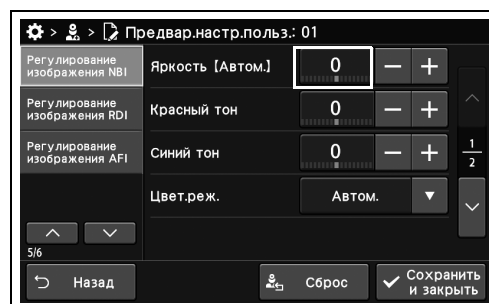 > > Предвар.настр.польз.: 01
Регулирование
изображения NBI
Регулирование
изображения RDI
Регулирование
изображения AFI
5/6
Яркость【Автом.】 0 − +
Красный тон 0 − +
Синий тон 0 − +
Цвет.реж. Автом. ▼
1
2
Назад
Сброс
Сохранить
и закрыть